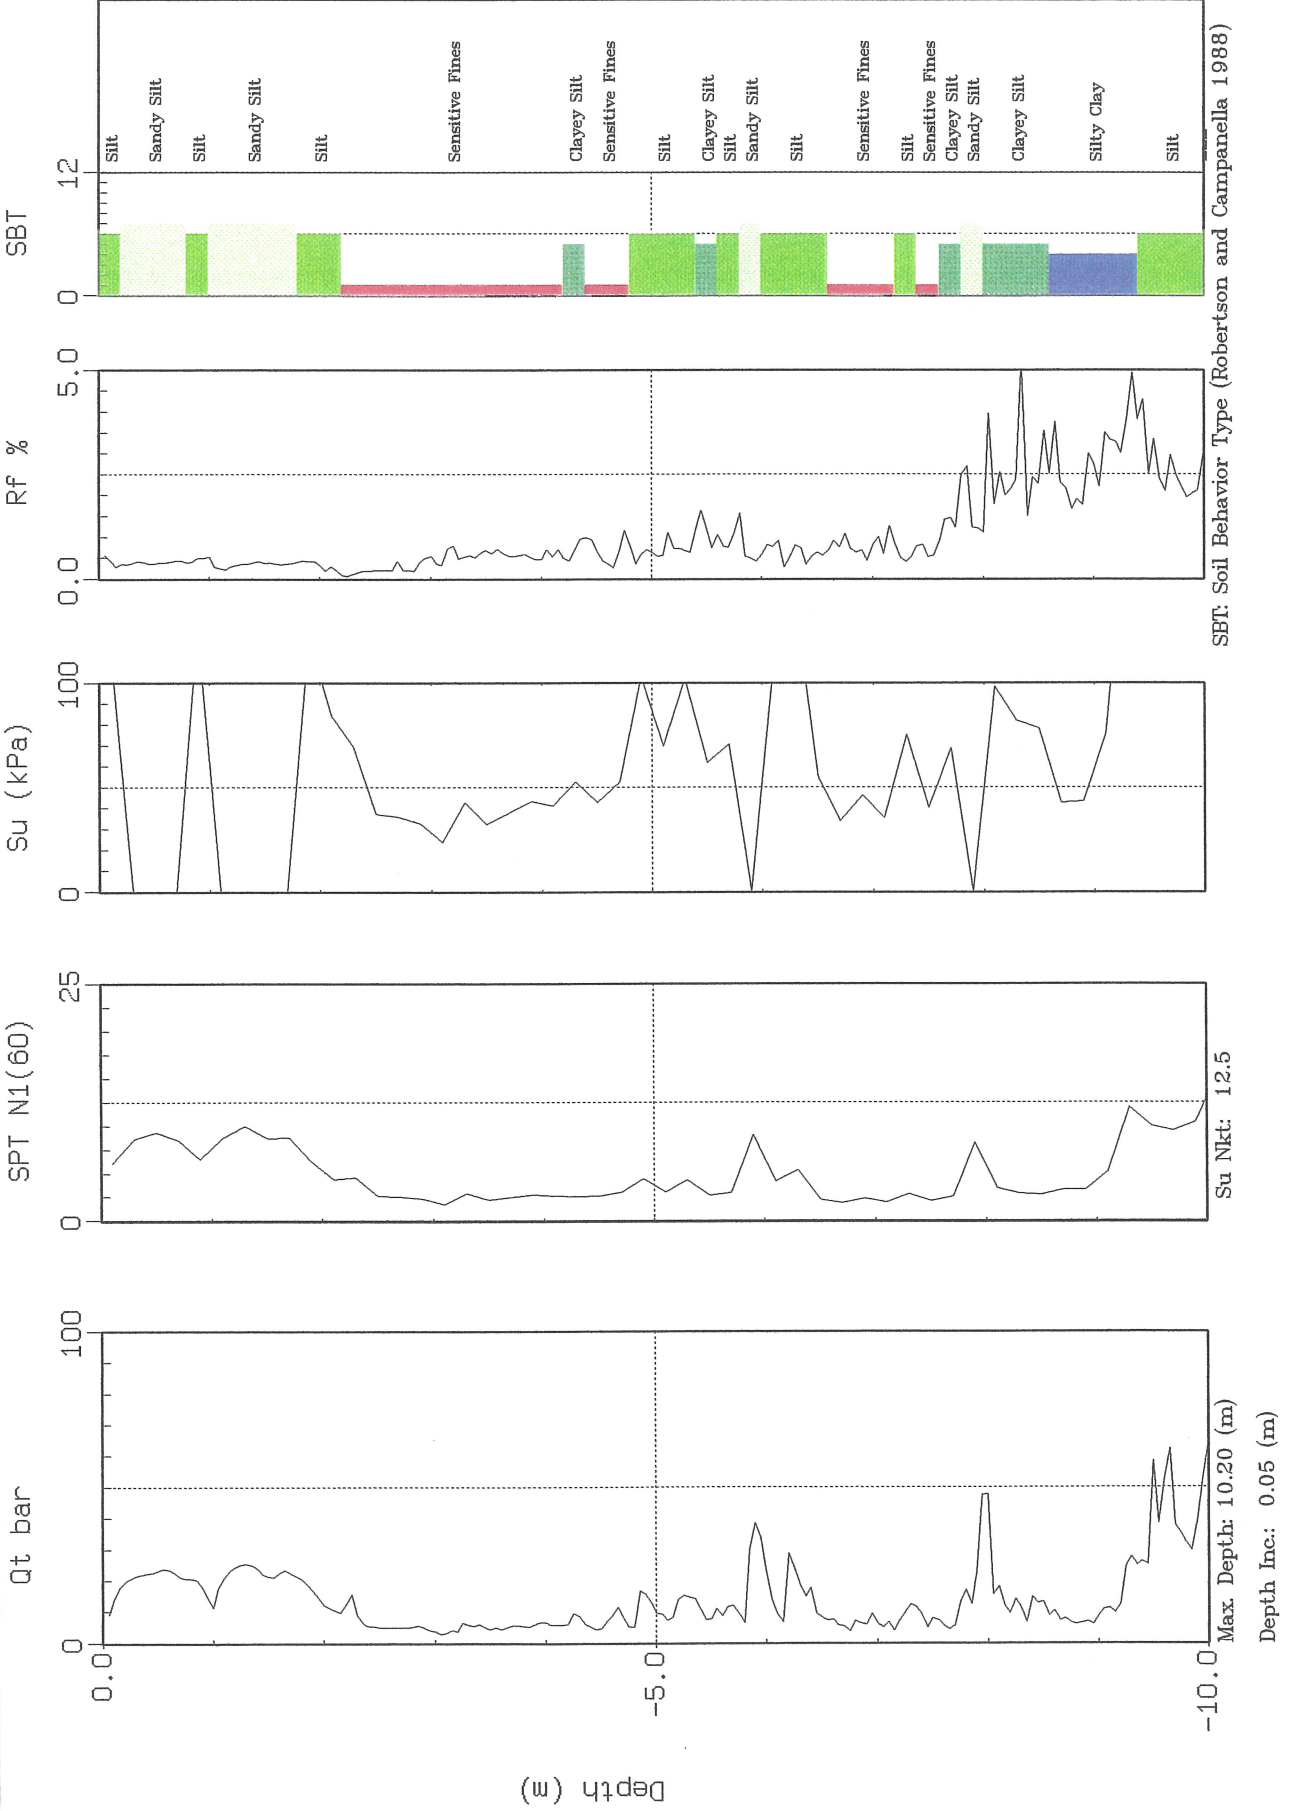 Depth (m)
0.0
-5.0
-10.0
Qt bar
0
100
Max. Depth: 10.20 (m)
Depth Inc.: 0.05 (m)
SPT N1(60)
0
25
Su Nkt: 12.5
Su (kPa)
0
100
Rf %
0.0
5.0
SBT
0
12
Silt
Sandy Silt
Silt
Sandy Silt
Silt
Sensitive Fines
Clayey Silt
Sensitive Fines
Silt
Clayey Silt
Silt
Sandy Silt
Silt
Sensitive Fines
Silt
Sensitive Fines
Clayey Silt
Sandy Silt
Clayey Silt
Silty Clay
Silt
SBT: Soil Behavior Type (Robertson and Campanella 1988)